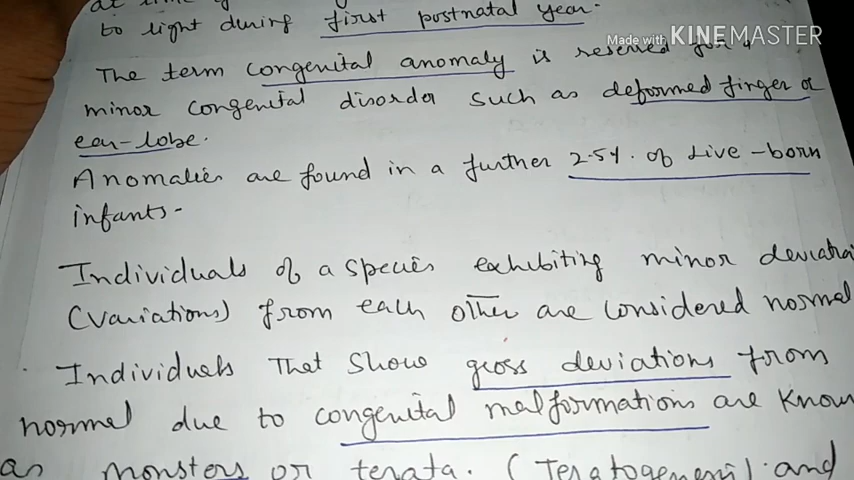 at time
to light during first postnatal year.
Made with KINEMASTER
The term congenital anomaly is reserved for a
minor congenital disorder such as deformed finger or
ear-lobe.
Anomalies are found in a further 2.5%. of live-born
infants-
Individuals of a species exhibiting minor deviatio
(variations) from each other are considered normal
Individuals That show gross deviations from
normal due to congenital malformations are known
as monsters or terata. (Teratogenesis). and